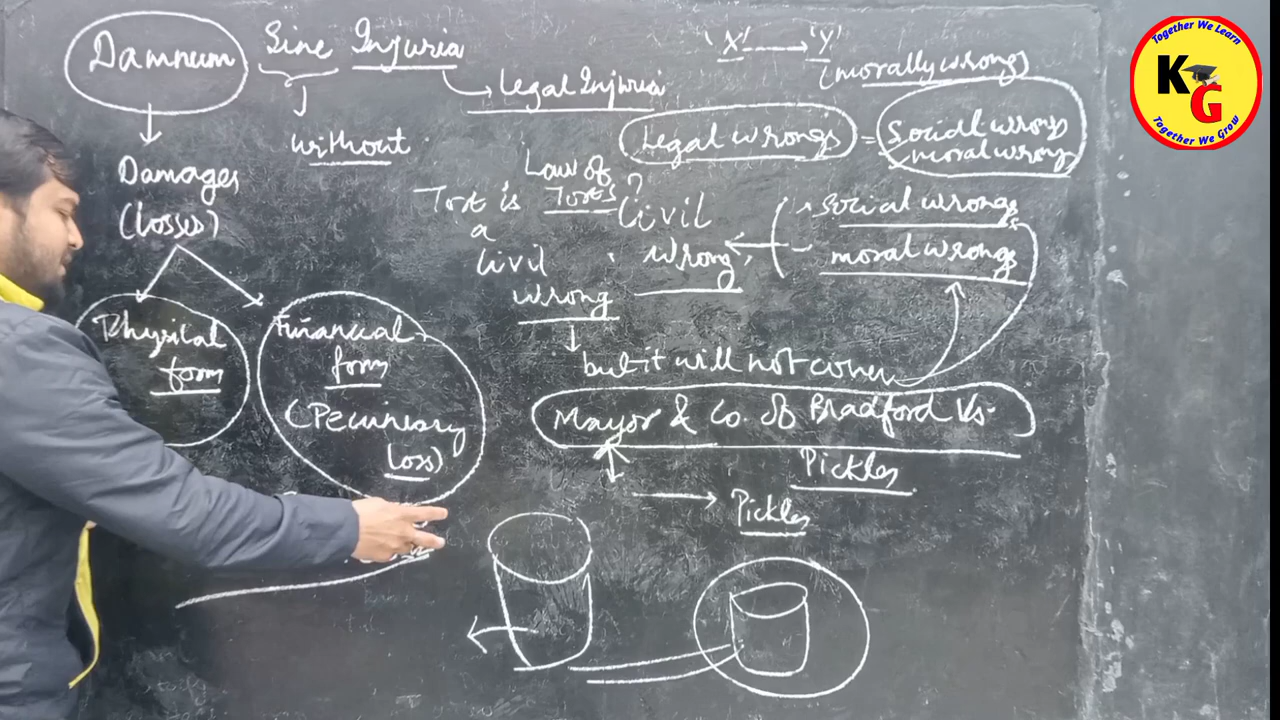 Damnum Sine Injuria
without
Legal Injuria
Damages
(Losses)
Physical
form
Financial
form
(Pecuniary
Loss)
'X' → 'Y'
(morally wrong)
Legal wrongs = Social wrong
moral wrong
Law of
Torts ?
Tort is
a
Civil
wrong
Civil
wrong
social wrongs
moral wrongs
but it will not cover
Mayor & Co. of Bradford Vs.
Pickles
→ Pickles
Together We Learn
KG
Together We Grow